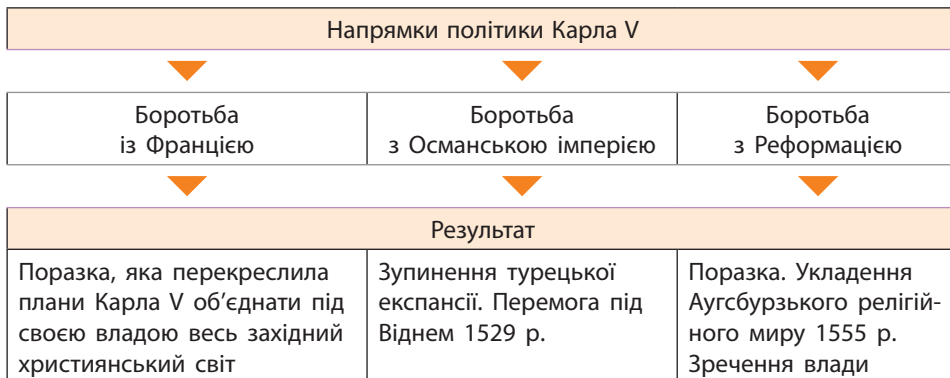 Напрямки політики Карла V
Боротьба
із Францією
Боротьба
з Османською імперією
Боротьба
з Реформацією
Результат
Поразка, яка перекреслила
плани Карла V об’єднати під
своєю владою весь західний
християнський світ
Зупинення турецької
експансії. Перемога під
Віднем 1529 р.
Поразка. Укладення
Аугсбурзького релігій-
ного миру 1555 р.
Зречення влади